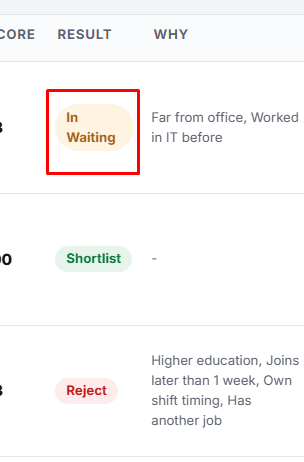 CORE RESULT WHY
In
Waiting
Far from office, Worked
in IT before
Shortlist -
Reject
Higher education, Joins
later than 1 week, Own
shift timing, Has
another job